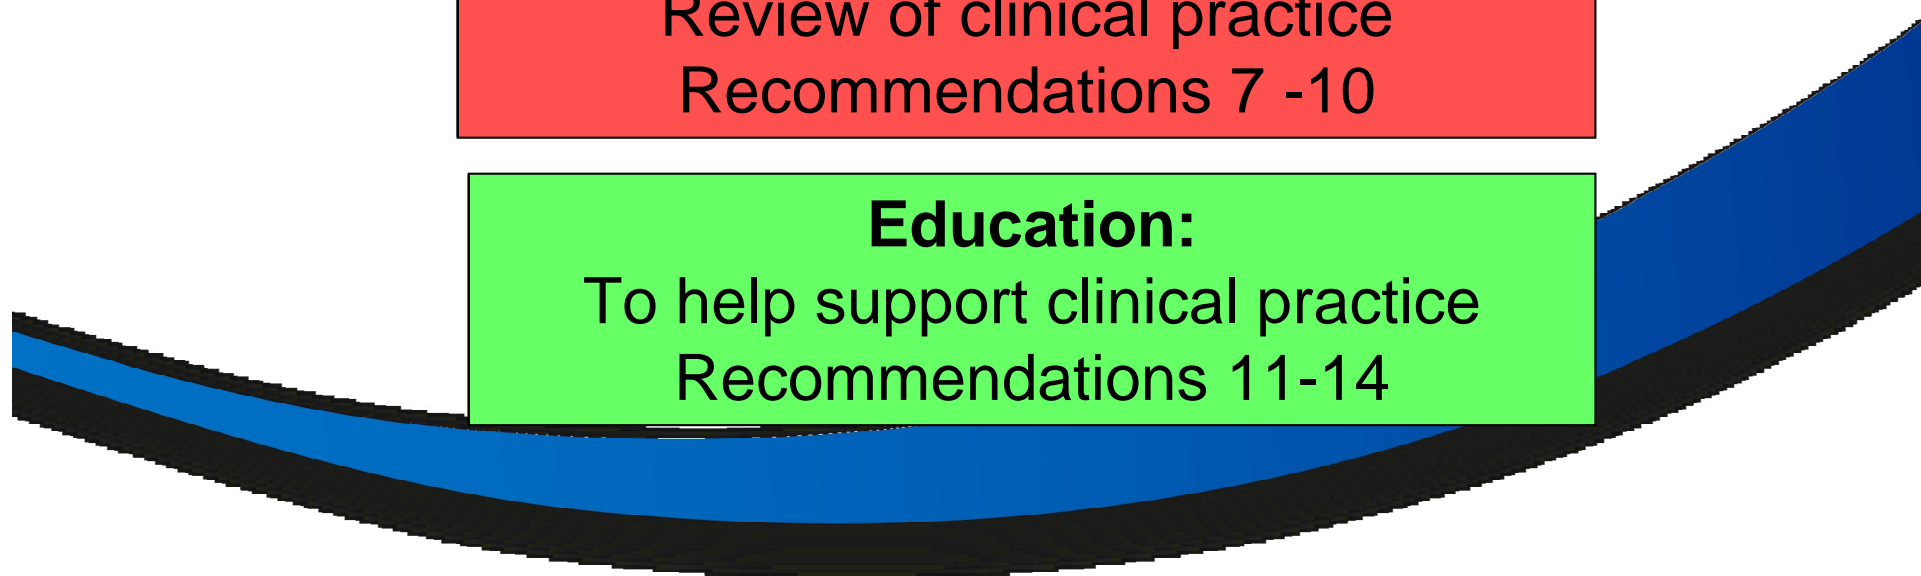 Review of clinical practice
Recommendations 7 -10
Education:
To help support clinical practice
Recommendations 11-14